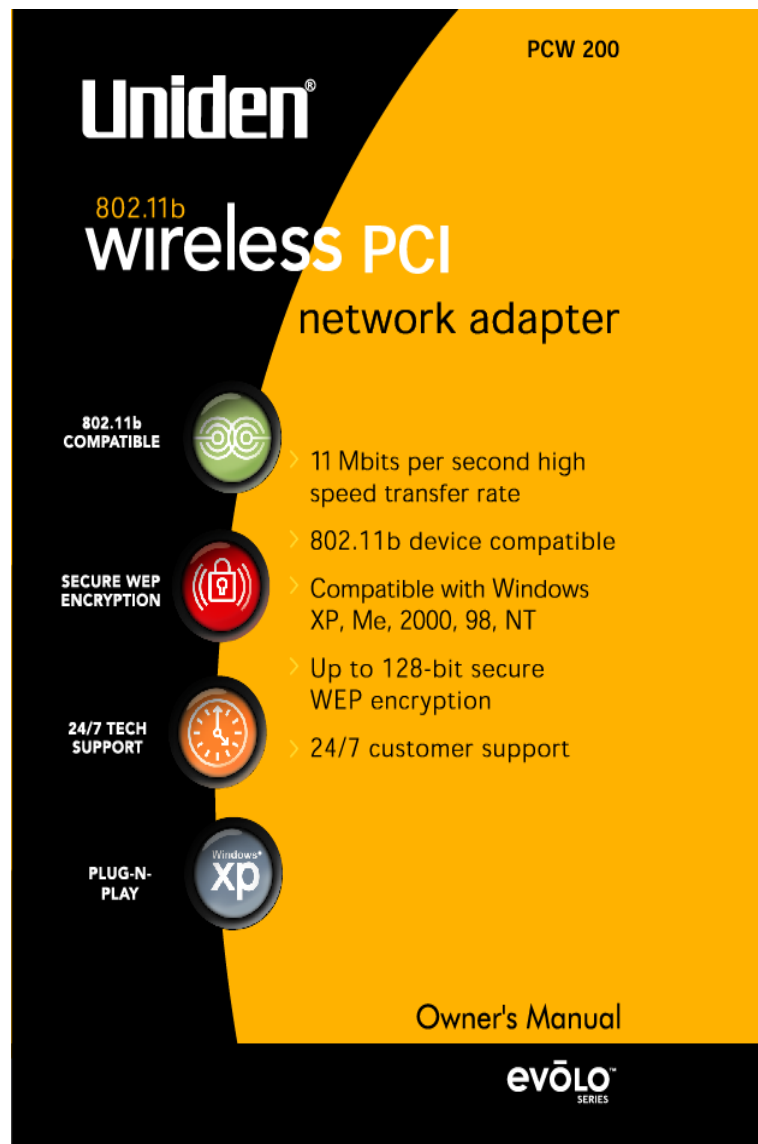 PCW 200
Uniden®
802.11b
wireless PCI
network adapter
802.11b
COMPATIBLE
SECURE WEP
ENCRYPTION
24/7 TECH
SUPPORT
Windows®
xp
PLUG-N-
PLAY
> 11 Mbits per second high
speed transfer rate
> 802.11b device compatible
> Compatible with Windows
XP, Me, 2000, 98, NT
> Up to 128-bit secure
WEP encryption
> 24/7 customer support
Owner's Manual
evōLO™
SERIES